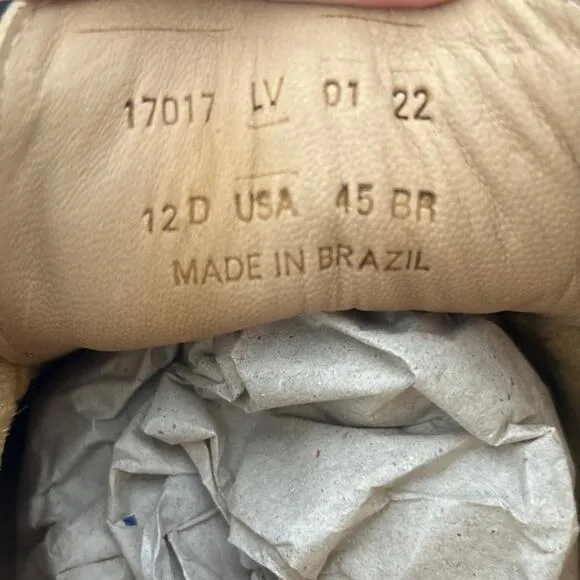 17017 LV 01 22
12 D USA 45 BR
MADE IN BRAZIL